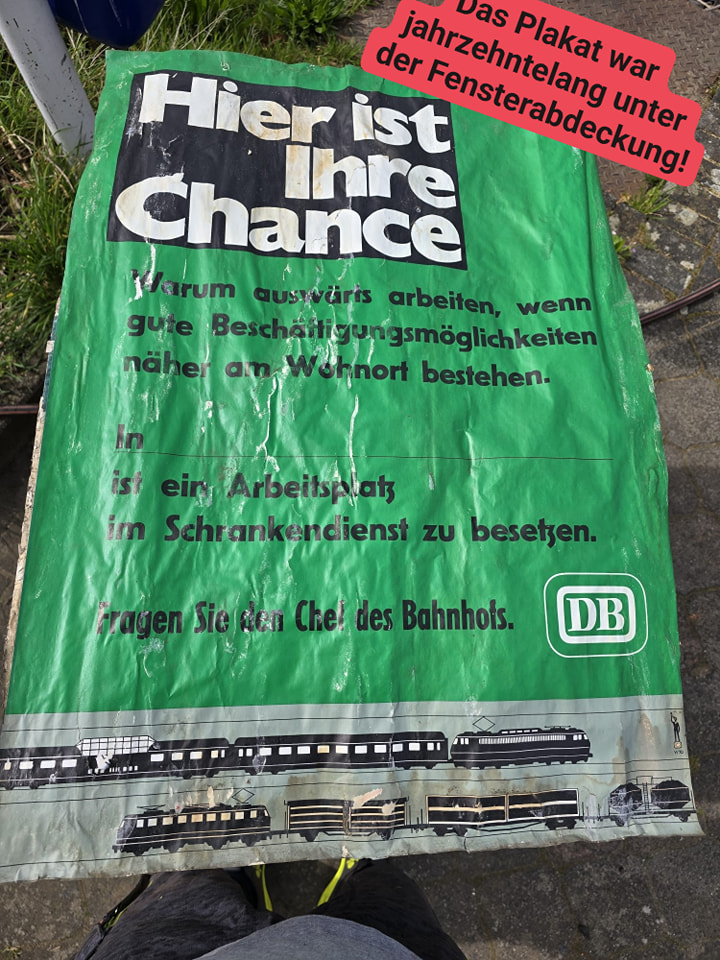 Das Plakat war
jahrzehntelang unter
der Fensterabdeckung!
Hier ist
Ihre
Chance
Warum auswärts arbeiten, wenn
gute Beschäftigungsmöglichkeiten
näher am Wohnort bestehen.
In
ist ein Arbeitsplatz
im Schrankendienst zu besetzen.
Fragen Sie den Chef des Bahnhofs.
DB